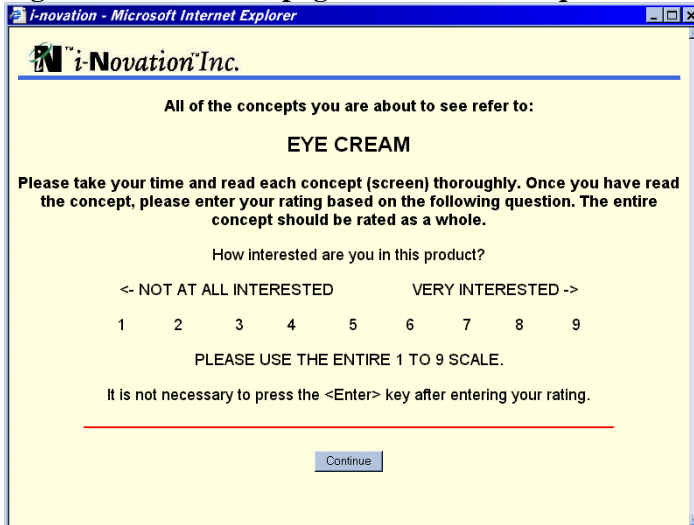 i-novation - Microsoft Internet Explorer
i-Novation Inc.
All of the concepts you are about to see refer to:
EYE CREAM
Please take your time and read each concept (screen) thoroughly. Once you have read
the concept, please enter your rating based on the following question. The entire
concept should be rated as a whole.
How interested are you in this product?
<- NOT AT ALL INTERESTED VERY INTERESTED ->
1 2 3 4 5 6 7 8 9
PLEASE USE THE ENTIRE 1 TO 9 SCALE.
It is not necessary to press the <Enter> key after entering your rating.
Continue